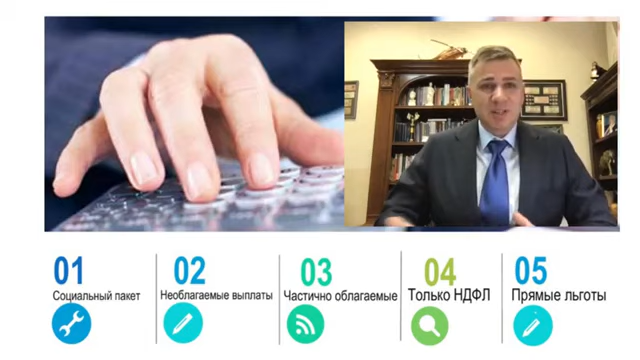 01
Социальный пакет
02
Необлагаемые выплаты
03
Частично облагаемые
04
Только НДФЛ
05
Прямые льготы